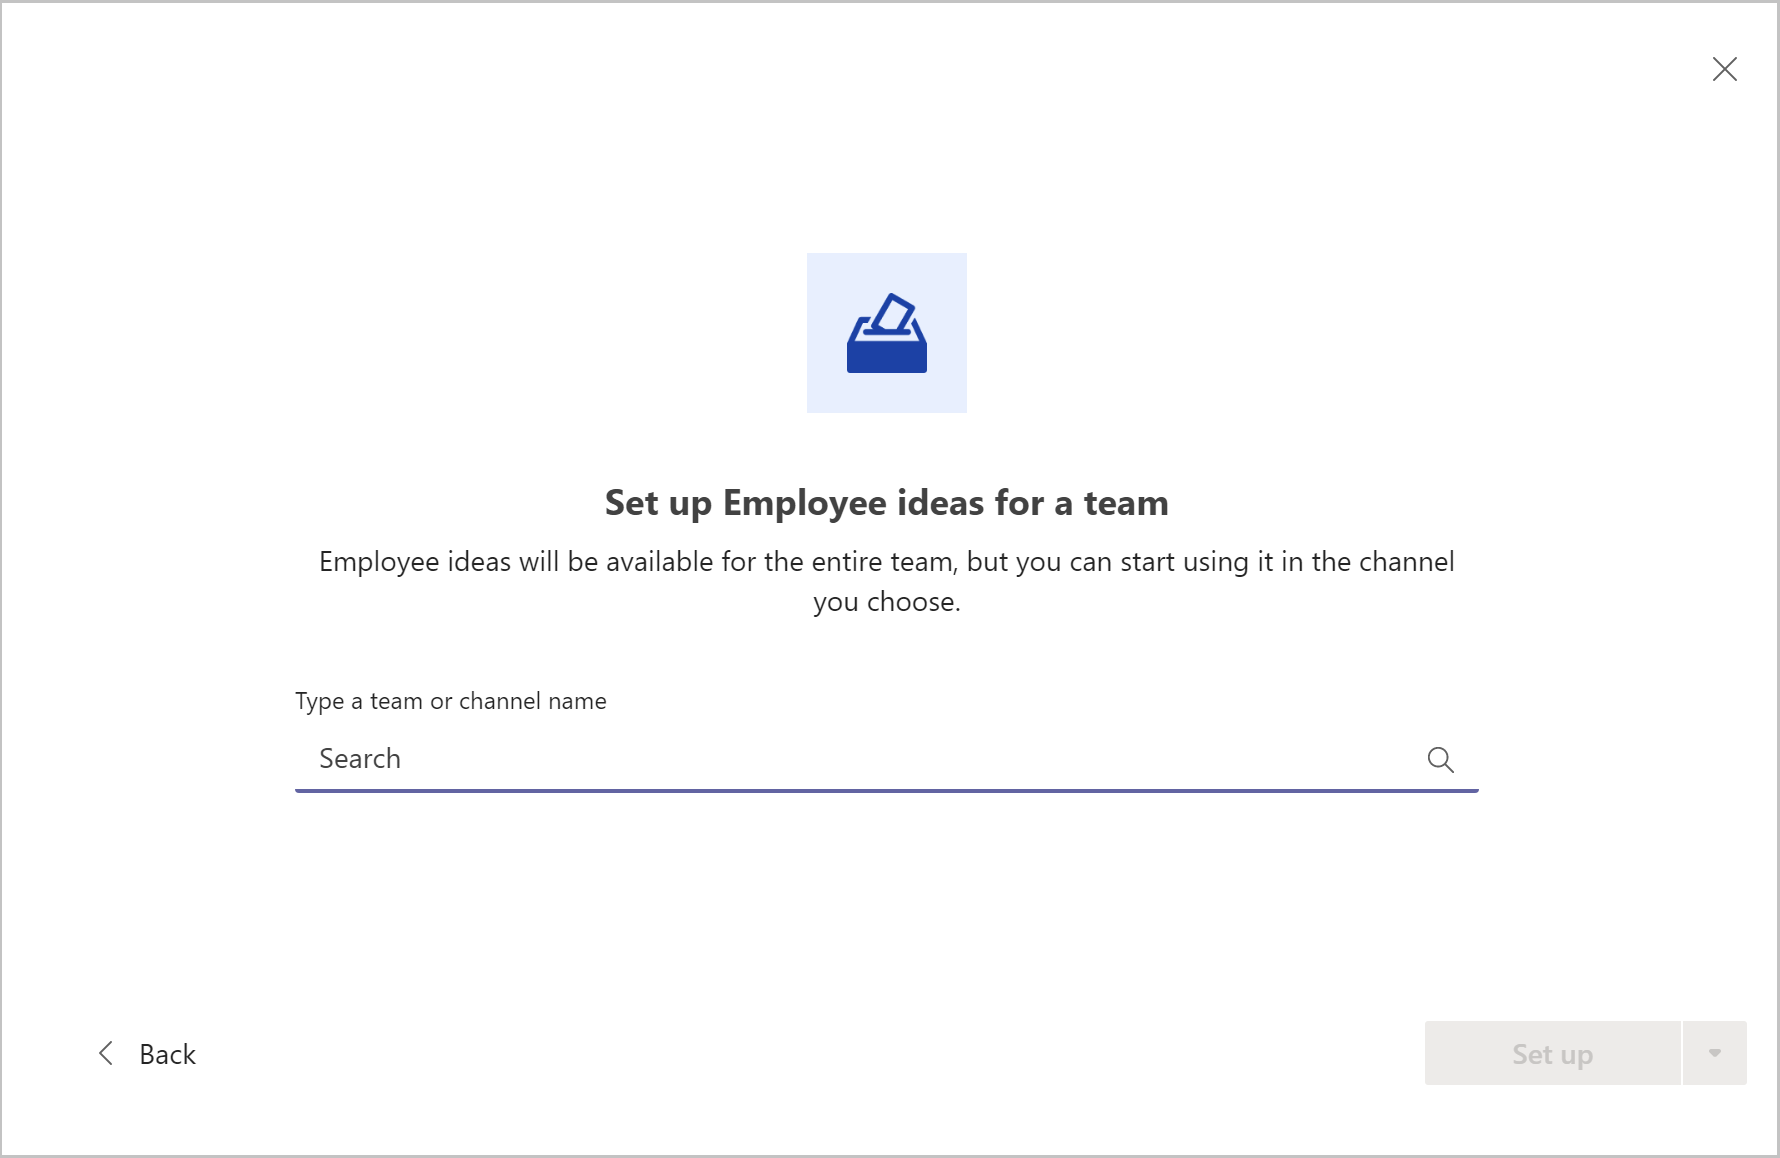 Set up Employee ideas for a team
Employee ideas will be available for the entire team, but you can start using it in the channel
you choose.
Type a team or channel name
Search
Back
Set up